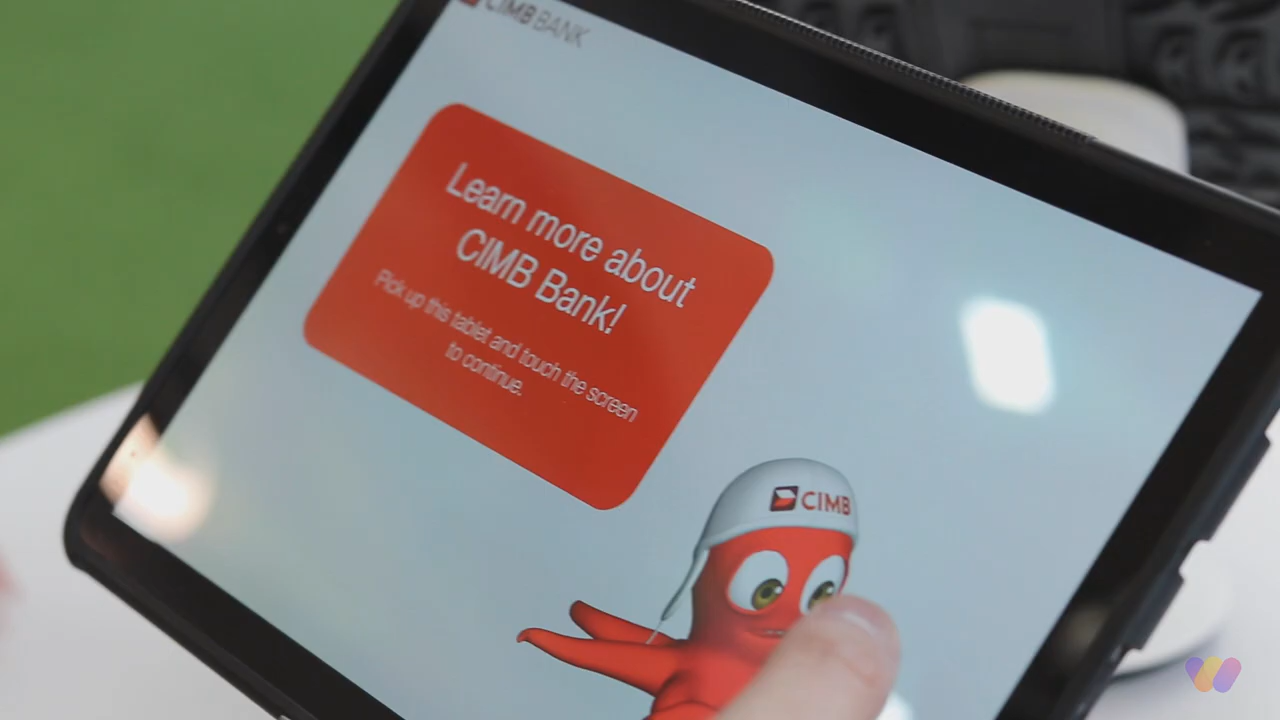 CIMB BANK
Learn more about
CIMB Bank!
Pick up this tablet and touch the screen
to continue.
CIMB